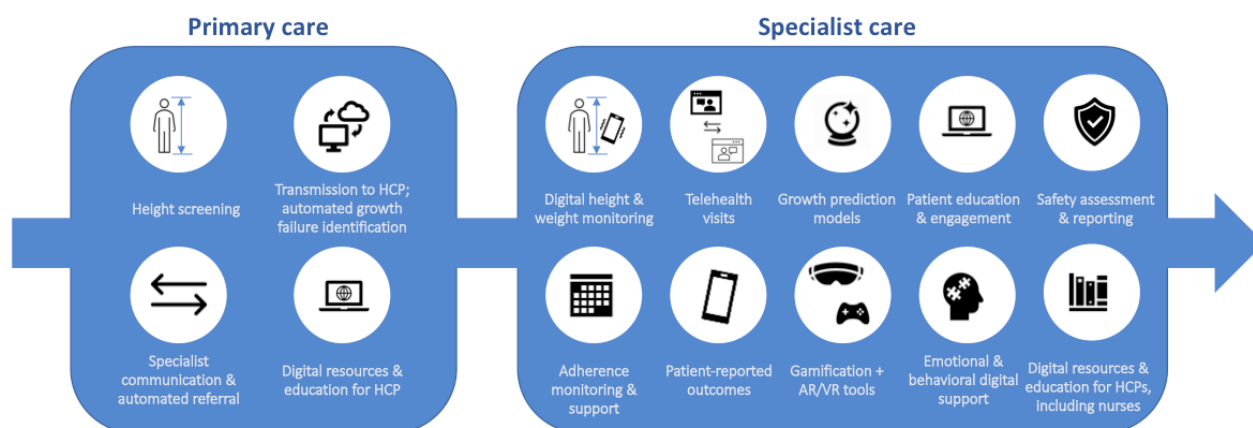 Primary care
Specialist care
Height screening
Transmission to HCP;
automated growth
failure identification
Specialist
communication &
automated referral
Digital resources &
education for HCP
Digital height &
weight monitoring
Telehealth
visits
Growth prediction
models
Patient education
& engagement
Safety assessment
& reporting
Adherence
monitoring &
support
Patient-reported
outcomes
Gamification +
AR/VR tools
Emotional &
behavioral digital
support
Digital resources &
education for HCPs,
including nurses